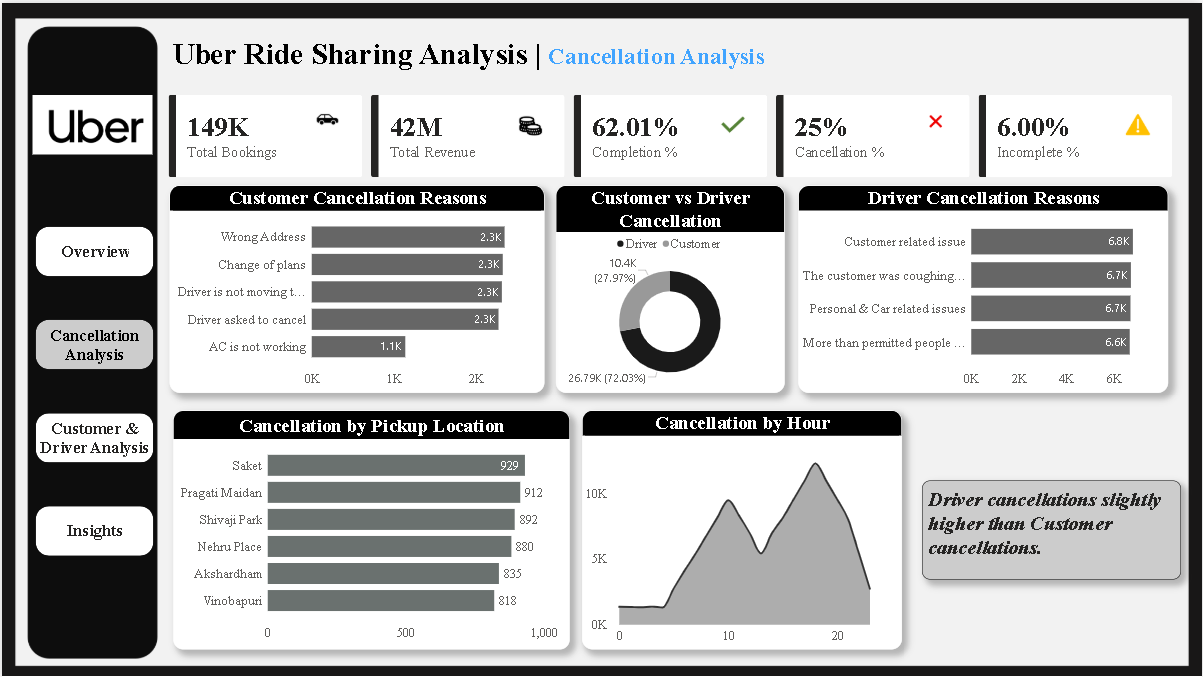 Uber Ride Sharing Analysis | Cancellation Analysis
Uber
Overview
Cancellation
Analysis
Customer &
Driver Analysis
Insights
149K
Total Bookings
42M
Total Revenue
62.01%
Completion %
25%
Cancellation %
6.00%
Incomplete %
Customer Cancellation Reasons
Wrong Address 2.3K
Change of plans 2.3K
Driver is not moving t... 2.3K
Driver asked to cancel 2.3K
AC is not working 1.1K
0K 1K 2K
Customer vs Driver
Cancellation
Driver Customer
10.4K
(27.97%)
26.79K (72.03%)
Driver Cancellation Reasons
Customer related issue 6.8K
The customer was coughing... 6.7K
Personal & Car related issues 6.7K
More than permitted people ... 6.6K
0K 2K 4K 6K
Cancellation by Pickup Location
Saket 929
Pragati Maidan 912
Shivaji Park 892
Nehru Place 880
Akshardham 835
Vinobapuri 818
0 500 1,000
Cancellation by Hour
10K
5K
0K
0 10 20
Driver cancellations slightly
higher than Customer
cancellations.